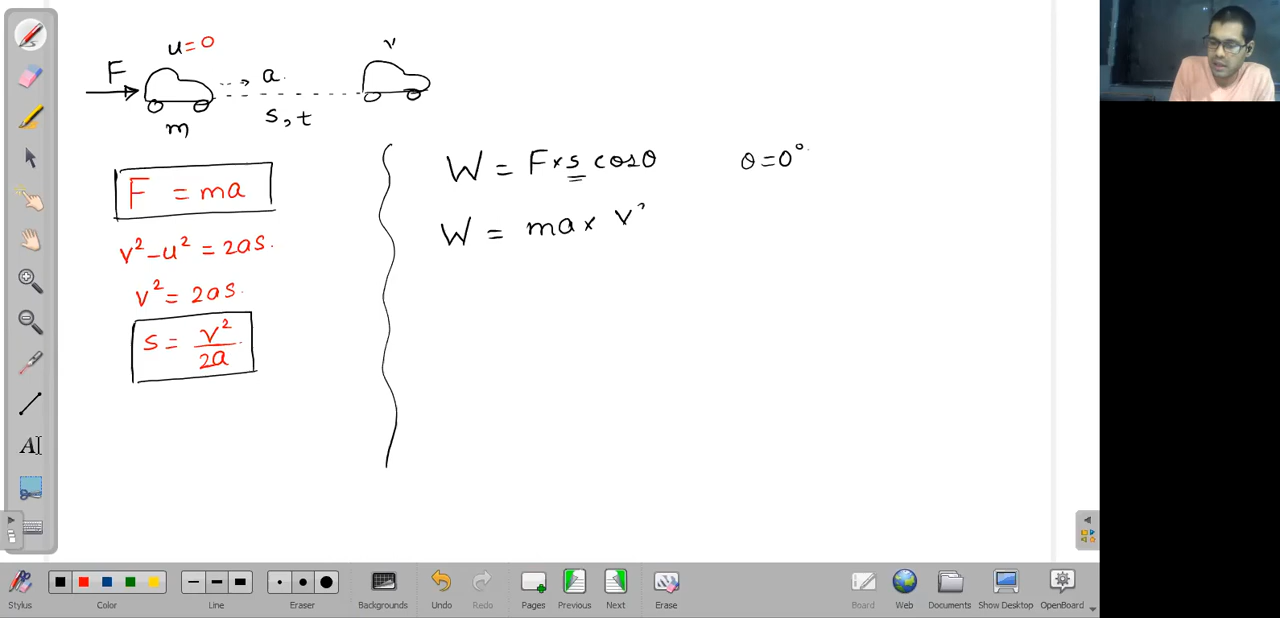 u=0
v
F
a
m
s,t
F = ma
v²-u² = 2as.
v² = 2as.
s = v²/2a
W = F×s cosθ
θ=0°
W = ma× v²
A
Stylus
Color
Line
Eraser
Backgrounds
Undo
Redo
Pages
Previous
Next
Erase
Board
Web
Documents
Show Desktop
OpenBoard